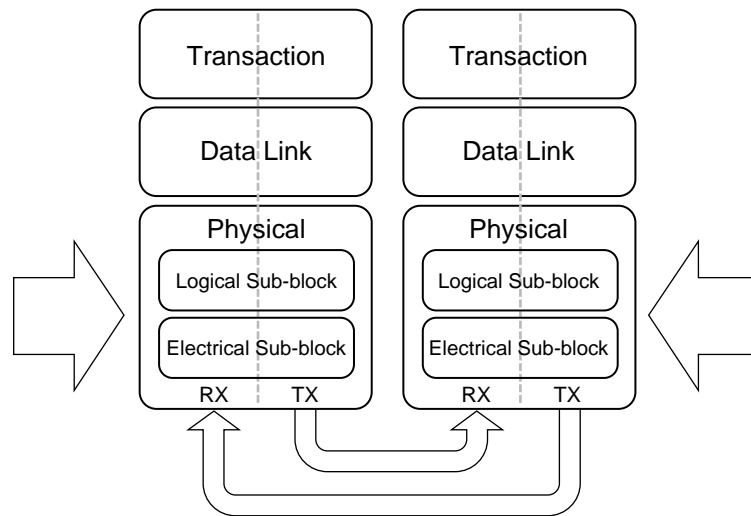 Transaction
Transaction
Data Link
Data Link
Physical
Physical
Logical Sub-block
Logical Sub-block
Electrical Sub-block
Electrical Sub-block
RX TX
RX TX